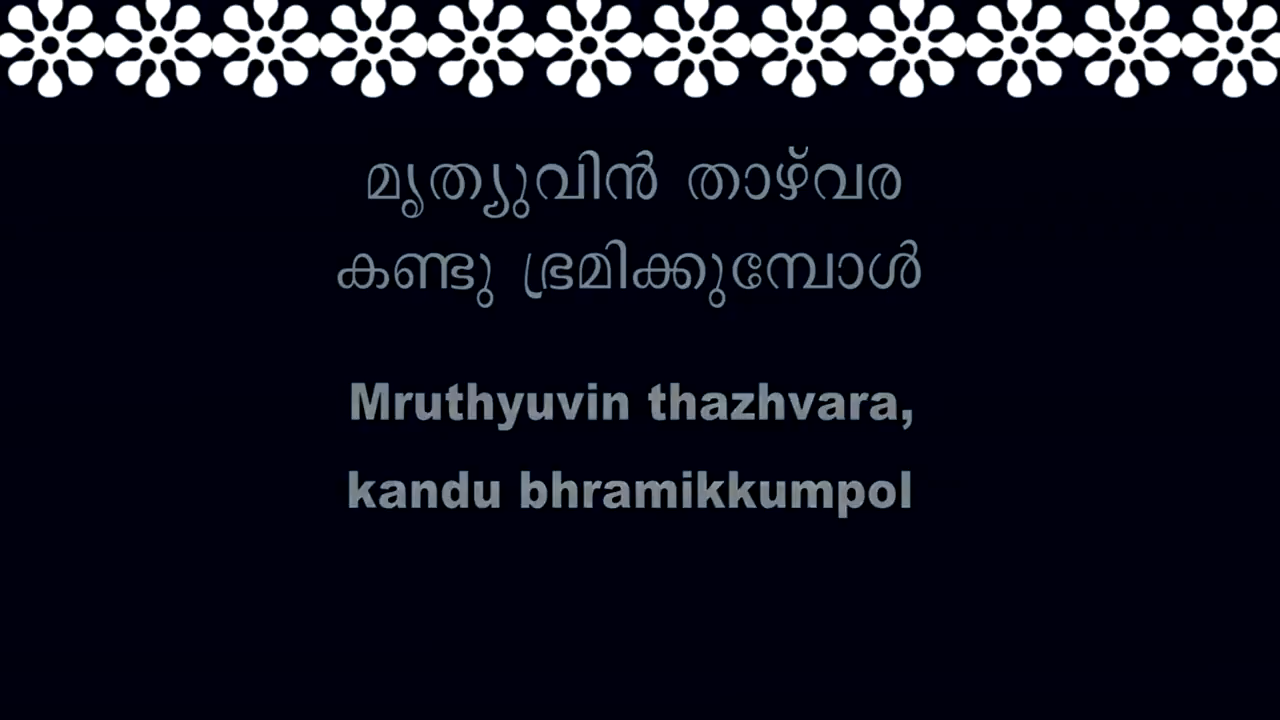 മൃത്യുവിൻ താഴ്വര
കണ്ടു ഭ്രമിക്കുമ്പോൾ
Mruthyuvin thazhvara,
kandu bhramikkumpol